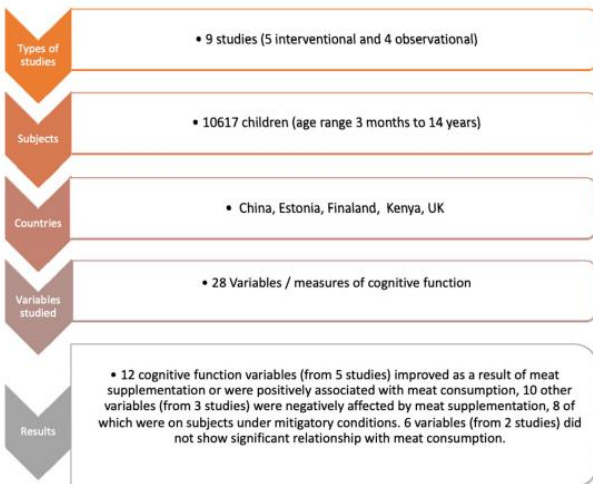 Types of
studies
• 9 studies (5 interventional and 4 observational)
Subjects
• 10617 children (age range 3 months to 14 years)
Countries
• China, Estonia, Finaland, Kenya, UK
Variables
studied
• 28 Variables / measures of cognitive function
Results
• 12 cognitive function variables (from 5 studies) improved as a result of meat
supplementation or were positively associated with meat consumption, 10 other
variables (from 3 studies) were negatively affected by meat supplementation, 8 of
which were on subjects under mitigatory conditions. 6 variables (from 2 studies) did
not show significant relationship with meat consumption.